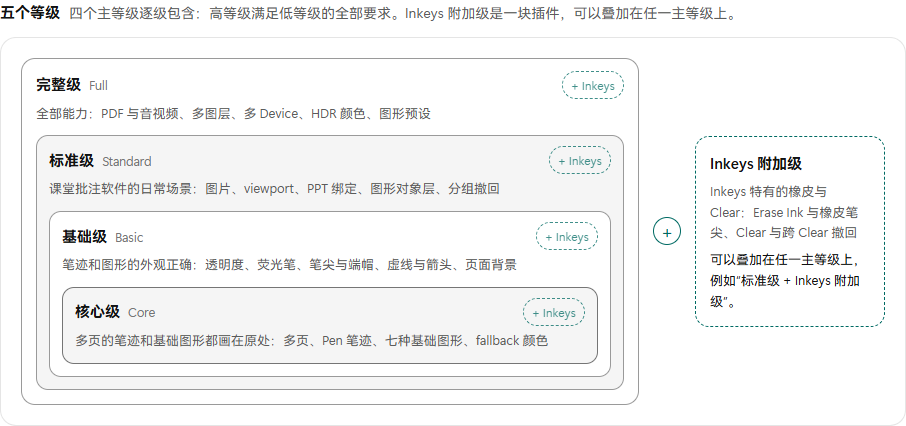 五个等级 四个主等级逐级包含：高等级满足低等级的全部要求。Inkeys 附加级是一块插件，可以叠加在任一主等级上。
完整级 Full
+ Inkeys
全部能力：PDF 与音视频、多图层、多 Device、HDR 颜色、图形预设
标准级 Standard
+ Inkeys
课堂批注软件的日常场景：图片、viewport、PPT 绑定、图形对象层、分组撤回
基础级 Basic
+ Inkeys
笔迹和图形的外观正确：透明度、荧光笔、笔尖与端帽、虚线与箭头、页面背景
核心级 Core
+ Inkeys
多页的笔迹和基础图形都画在原处：多页、Pen 笔迹、七种基础图形、fallback 颜色
+
Inkeys 附加级
Inkeys 特有的橡皮与
Clear：Erase Ink 与橡皮笔
尖、Clear 与跨 Clear 撤回
可以叠加在任一主等级上，
例如“标准级 + Inkeys 附加
级”。